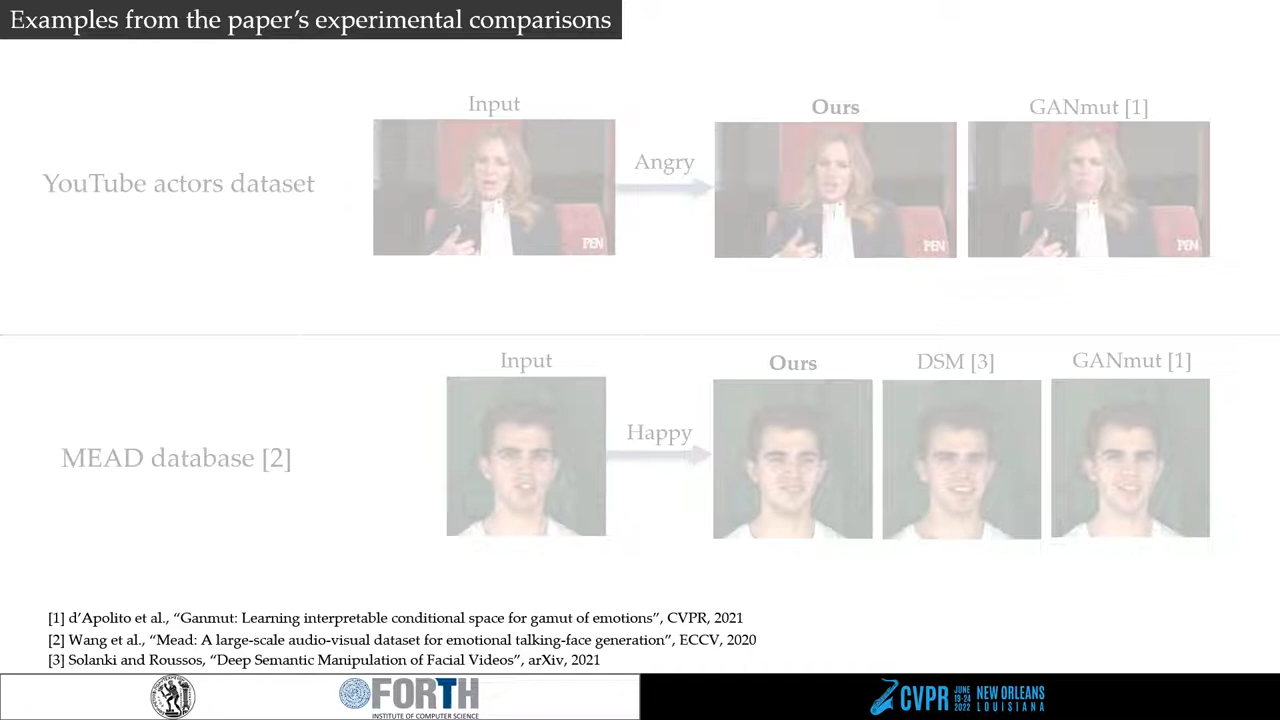 Examples from the paper's experimental comparisons
Input
Ours
GANmut [1]
Angry
YouTube actors dataset
PEN
PEN
PEN
Input
Ours
DSM [3]
GANmut [1]
Happy
MEAD database [2]
[1] d'Apolito et al., "Ganmut: Learning interpretable conditional space for gamut of emotions", CVPR, 2021
[2] Wang et al., "Mead: A large-scale audio-visual dataset for emotional talking-face generation", ECCV, 2020
[3] Solanki and Roussos, "Deep Semantic Manipulation of Facial Videos", arXiv, 2021
FORTH
INSTITUTE OF COMPUTER SCIENCE
CVPR
JUNE
19-24
2022
NEW ORLEANS
LOUISIANA